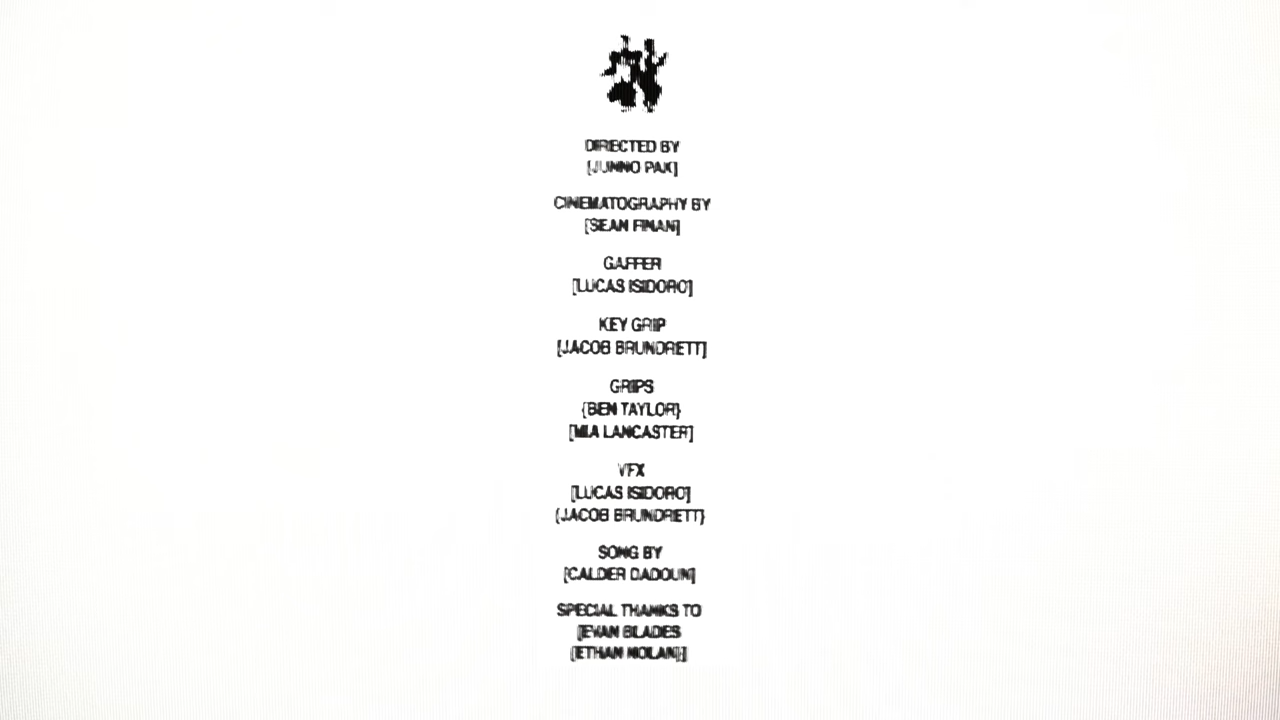 DIRECTED BY
[JUNNO PAK]
CINEMATOGRAPHY BY
[SEAN FINAN]
GAFFER
[LUCAS ISIDORO]
KEY GRIP
[JACOB BRUNDRETT]
GRIPS
[BEN TAYLOR]
[MIA LANCASTER]
VFX
[LUCAS ISIDORO]
[JACOB BRUNDRETT]
SONG BY
[CALDER DADOUN]
SPECIAL THANKS TO
[EVAN BLADES
[ETHAN NOLAN]]